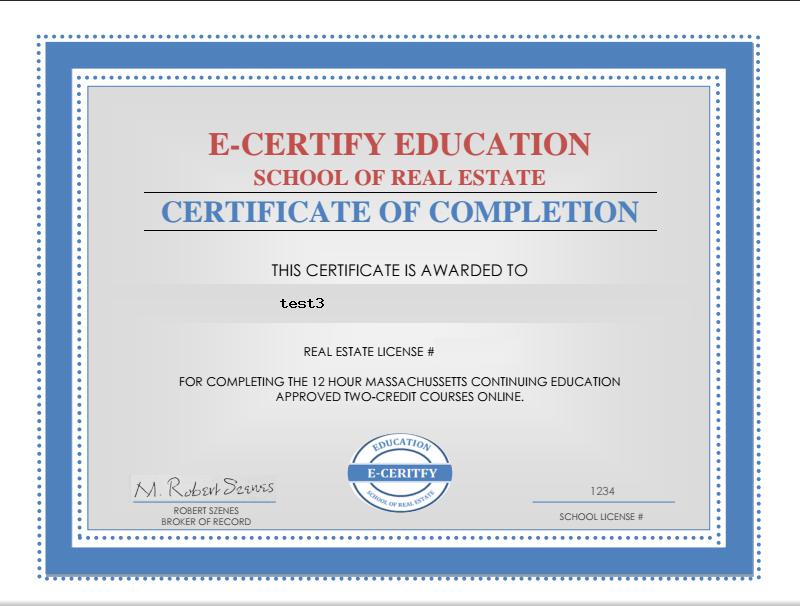 E-CERTIFY EDUCATION
SCHOOL OF REAL ESTATE
CERTIFICATE OF COMPLETION
THIS CERTIFICATE IS AWARDED TO
test3
REAL ESTATE LICENSE #
FOR COMPLETING THE 12 HOUR MASSACHUSSETTS CONTINUING EDUCATION
APPROVED TWO-CREDIT COURSES ONLINE.
EDUCATION
E-CERITFY
SCHOOL OF REAL ESTATE
M. Robert Szenes
ROBERT SZENES
BROKER OF RECORD
1234
SCHOOL LICENSE #